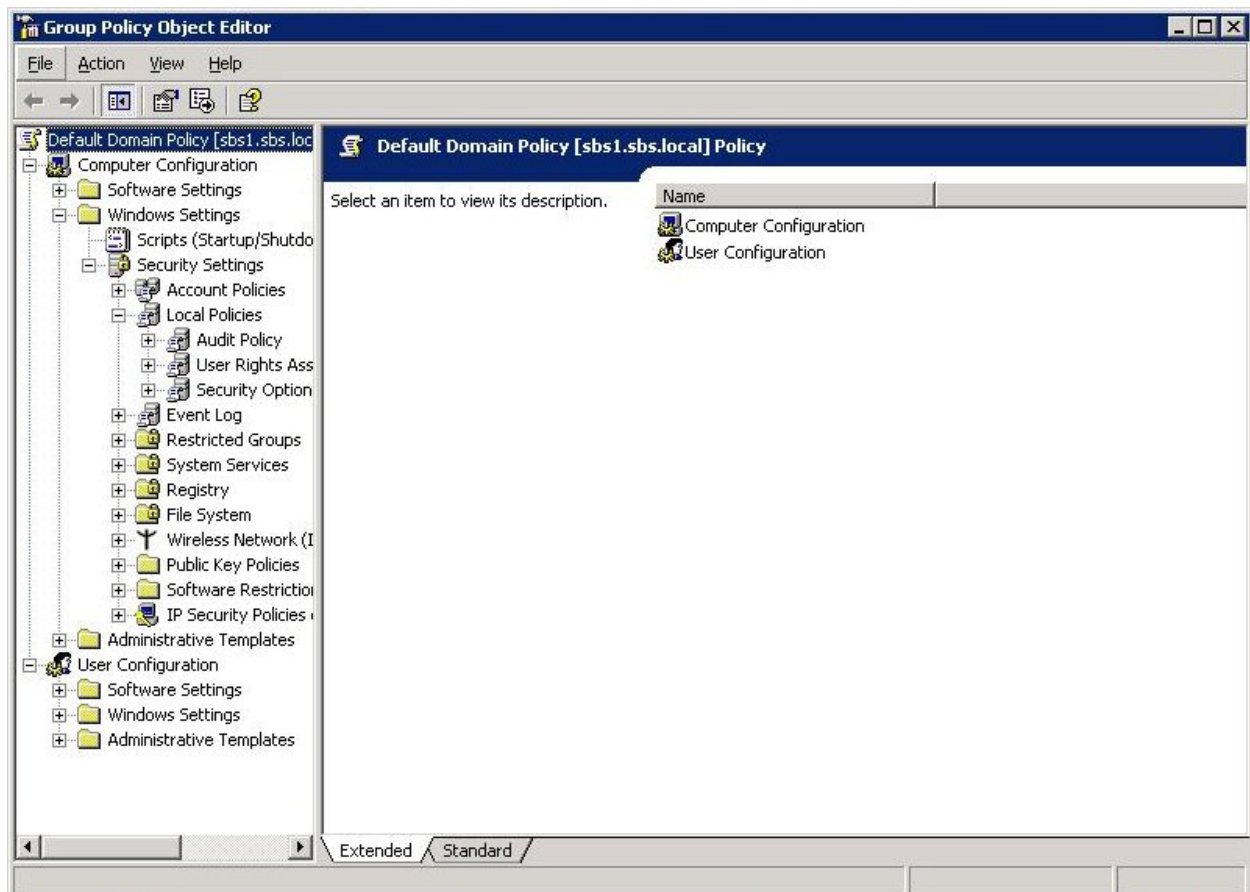 Group Policy Object Editor
File Action View Help
Default Domain Policy [sbs1.sbs.loc
Computer Configuration
Software Settings
Windows Settings
Scripts (Startup/Shutdo
Security Settings
Account Policies
Local Policies
Audit Policy
User Rights Ass
Security Option
Event Log
Restricted Groups
System Services
Registry
File System
Wireless Network (I
Public Key Policies
Software Restriction
IP Security Policies
Administrative Templates
User Configuration
Software Settings
Windows Settings
Administrative Templates
Default Domain Policy [sbs1.sbs.local] Policy
Select an item to view its description.
Name
Computer Configuration
User Configuration
Extended Standard